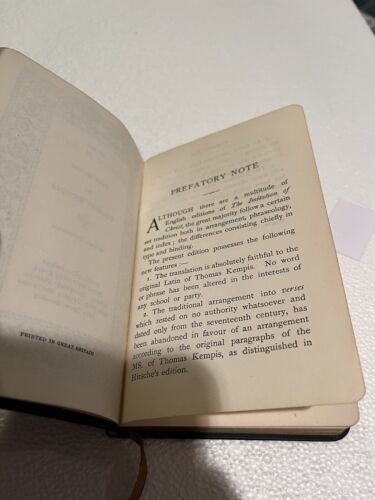 PRINTED IN GREAT BRITAIN
PREFATORY NOTE
ALTHOUGH there are a multitude of
English editions of The Imitation of
Christ, the great majority follow a certain
set tradition both in arrangement, phraseology,
and index; the differences consisting chiefly in
type and binding.
The present edition possesses the following
new features:—
1. The translation is absolutely faithful to the
original Latin of Thomas Kempis. No word
or phrase has been altered in the interests of
any school or party.
2. The traditional arrangement into verses
which rested on no authority whatsoever and
dated only from the seventeenth century, has
been abandoned in favour of an arrangement
according to the original paragraphs of the
MS. of Thomas Kempis, as distinguished in
Hirsche's edition.